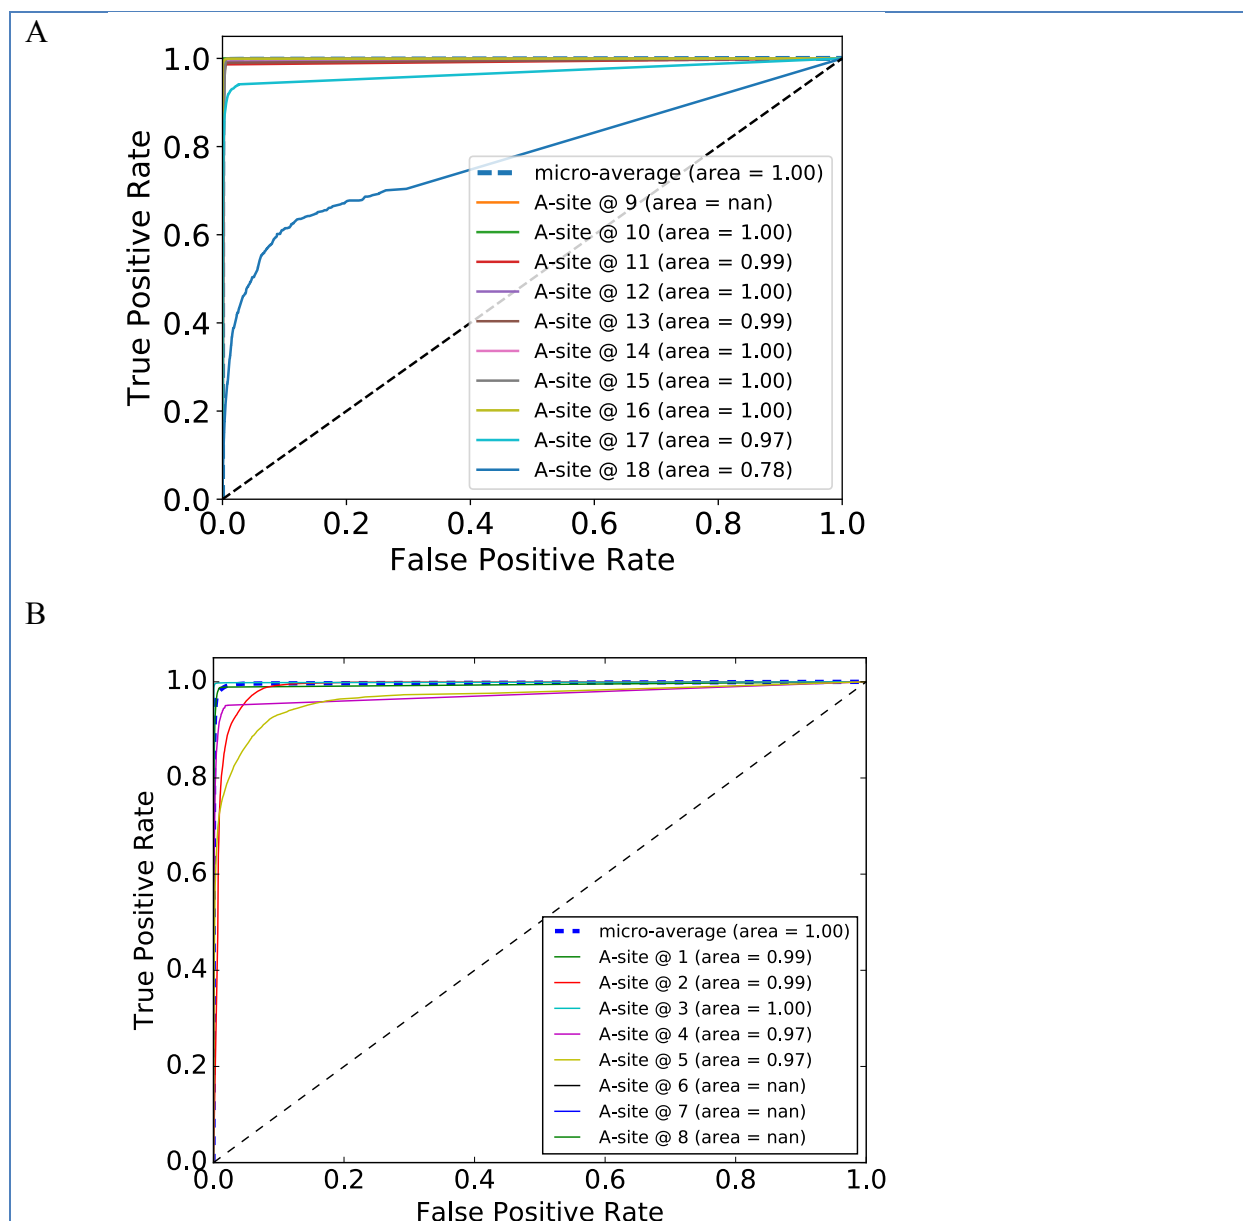 A
True Positive Rate
1.0
0.8
0.6
0.4
0.2
0.0
micro-average (area = 1.00)
A-site @ 9 (area = nan)
A-site @ 10 (area = 1.00)
A-site @ 11 (area = 0.99)
A-site @ 12 (area = 1.00)
A-site @ 13 (area = 0.99)
A-site @ 14 (area = 1.00)
A-site @ 15 (area = 1.00)
A-site @ 16 (area = 1.00)
A-site @ 17 (area = 0.97)
A-site @ 18 (area = 0.78)
0.0 0.2 0.4 0.6 0.8 1.0
False Positive Rate
B
True Positive Rate
1.0
0.8
0.6
0.4
0.2
0.0
micro-average (area = 1.00)
A-site @ 1 (area = 0.99)
A-site @ 2 (area = 0.99)
A-site @ 3 (area = 1.00)
A-site @ 4 (area = 0.97)
A-site @ 5 (area = 0.97)
A-site @ 6 (area = nan)
A-site @ 7 (area = nan)
A-site @ 8 (area = nan)
0.0 0.2 0.4 0.6 0.8 1.0
False Positive Rate